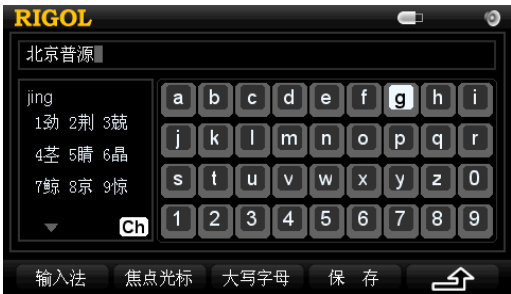 RIGOL
北京普源
jing
1劲 2荆 3兢
4茎 5睛 6晶
7鲸 8京 9惊
Ch
a b c d e f g h i
j k l m n o p q r
s t u v w x y z 0
1 2 3 4 5 6 7 8 9
输入法 焦点光标 大写字母 保 存